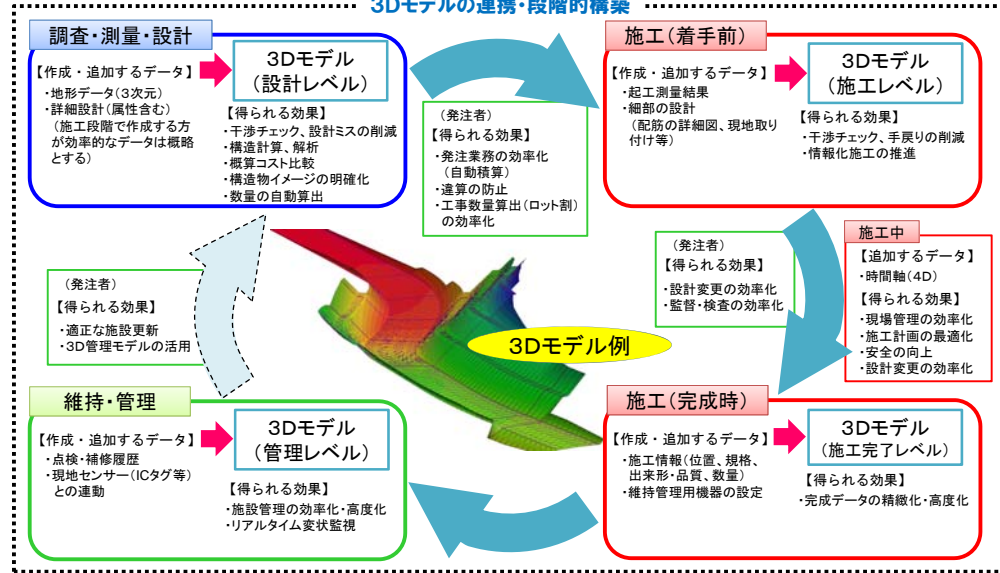 3Dモデルの連携・段階的構築
調査・測量・設計
【作成・追加するデータ】
・地形データ(3次元)
・詳細設計(属性含む)
(施工段階で作成する方
が効率的なデータは概略
とする)
3Dモデル
(設計レベル)
【得られる効果】
・干渉チェック、設計ミスの削減
・構造計算、解析
・概算コスト比較
・構造物イメージの明確化
・数量の自動算出
(発注者)
【得られる効果】
・発注業務の効率化
(自動積算)
・違算の防止
・工事数量算出(ロット割)
の効率化
施工(着手前)
【作成・追加するデータ】
・起工測量結果
・細部の設計
(配筋の詳細図、現地取り
付け等)
3Dモデル
(施工レベル)
【得られる効果】
・干渉チェック、手戻りの削減
・情報化施工の推進
(発注者)
【得られる効果】
・設計変更の効率化
・監督・検査の効率化
施工中
【追加するデータ】
・時間軸(4D)
【得られる効果】
・現場管理の効率化
・施工計画の最適化
・安全の向上
・設計変更の効率化
(発注者)
【得られる効果】
・適正な施設更新
・3D管理モデルの活用
3Dモデル例
維持・管理
【作成・追加するデータ】
・点検・補修履歴
・現地センサー(ICタグ等)
との連動
3Dモデル
(管理レベル)
【得られる効果】
・施設管理の効率化・高度化
・リアルタイム変状監視
施工(完成時)
【作成・追加するデータ】
・施工情報(位置、規格、
出来形・品質、数量)
・維持管理用機器の設定
3Dモデル
(施工完了レベル)
【得られる効果】
・完成データの精緻化・高度化